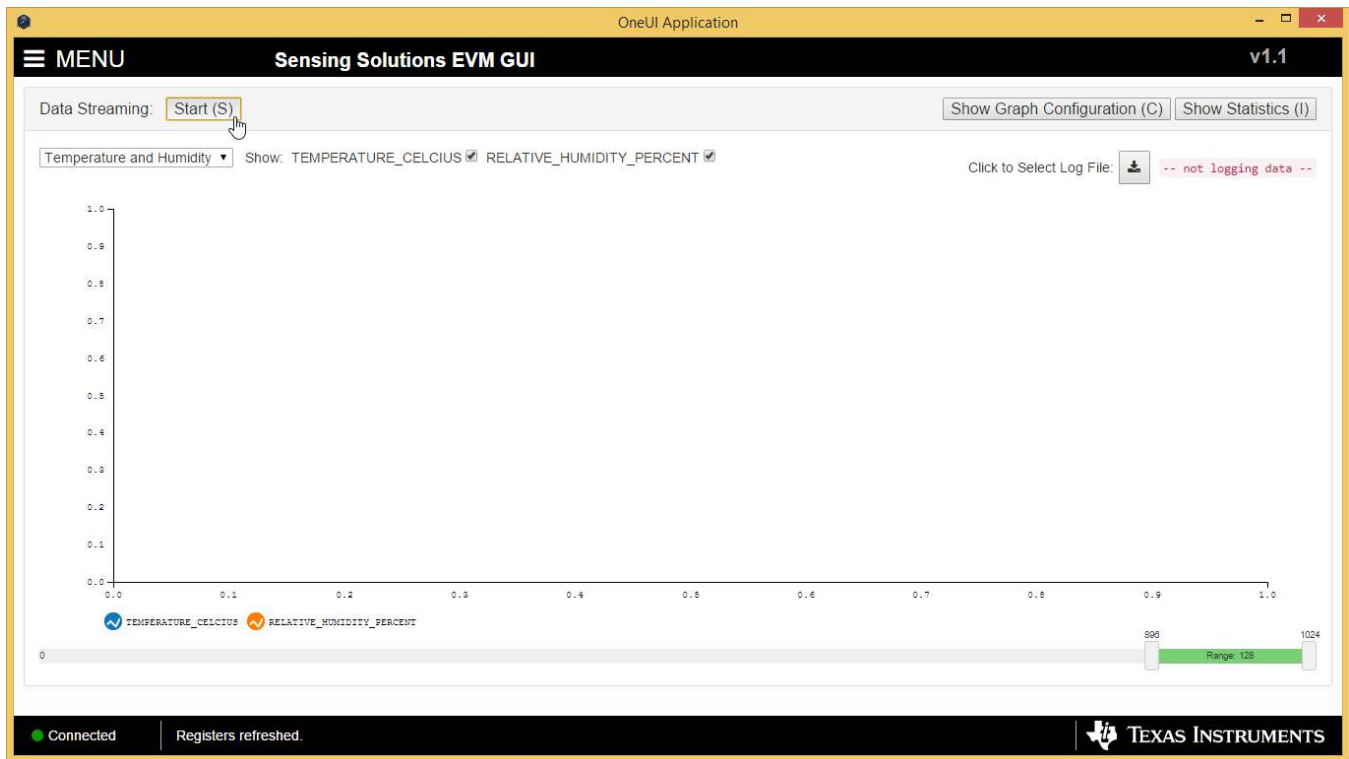 OneUI Application
MENU Sensing Solutions EVM GUI v1.1
Data Streaming: Start (S) Show Graph Configuration (C) Show Statistics (I)
Temperature and Humidity Show: TEMPERATURE_CELCIUS RELATIVE_HUMIDITY_PERCENT Click to Select Log File: -- not logging data --
1.0
0.9
0.8
0.7
0.6
0.5
0.4
0.3
0.2
0.1
0.0
0.0 0.1 0.2 0.3 0.4 0.5 0.6 0.7 0.8 0.9 1.0
TEMPERATURE_CELCIUS RELATIVE_HUMIDITY_PERCENT
896 1024
0 Range: 128
Connected Registers refreshed. TEXAS INSTRUMENTS